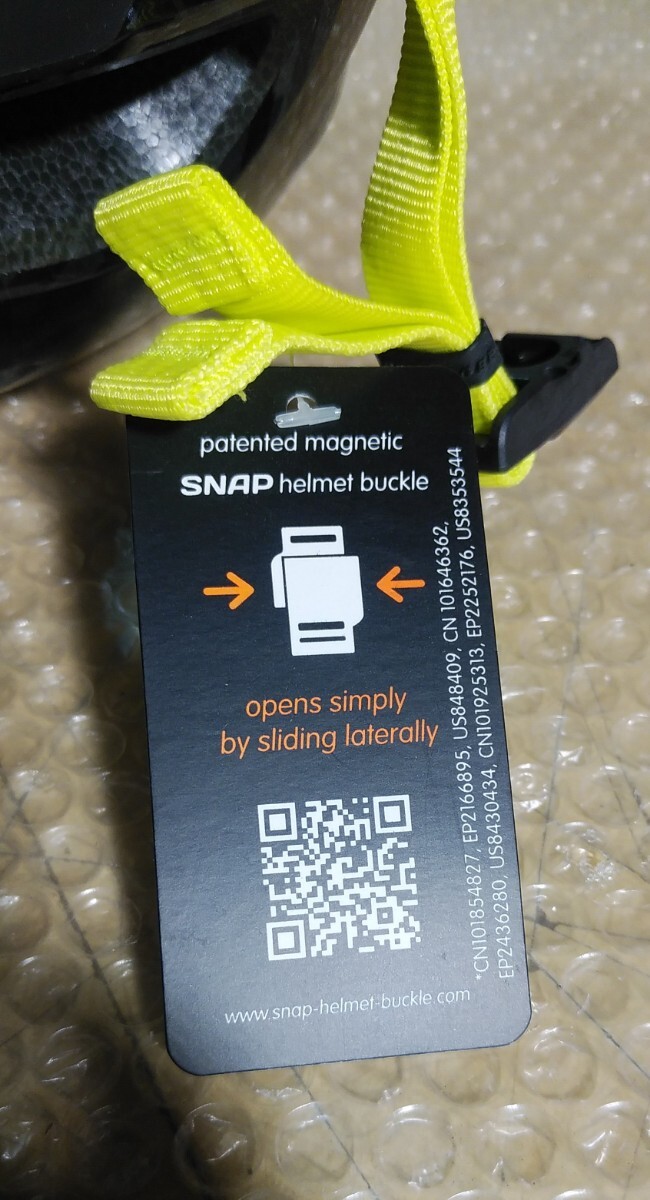 patented magnetic
SNAP helmet buckle
opens simply
by sliding laterally
www.snap-helmet-buckle.com
*CN101854827, EP2166895, US848409, CN 101646362,
EP2436280, US8430434, CN101925313, EP2252176, US8353544